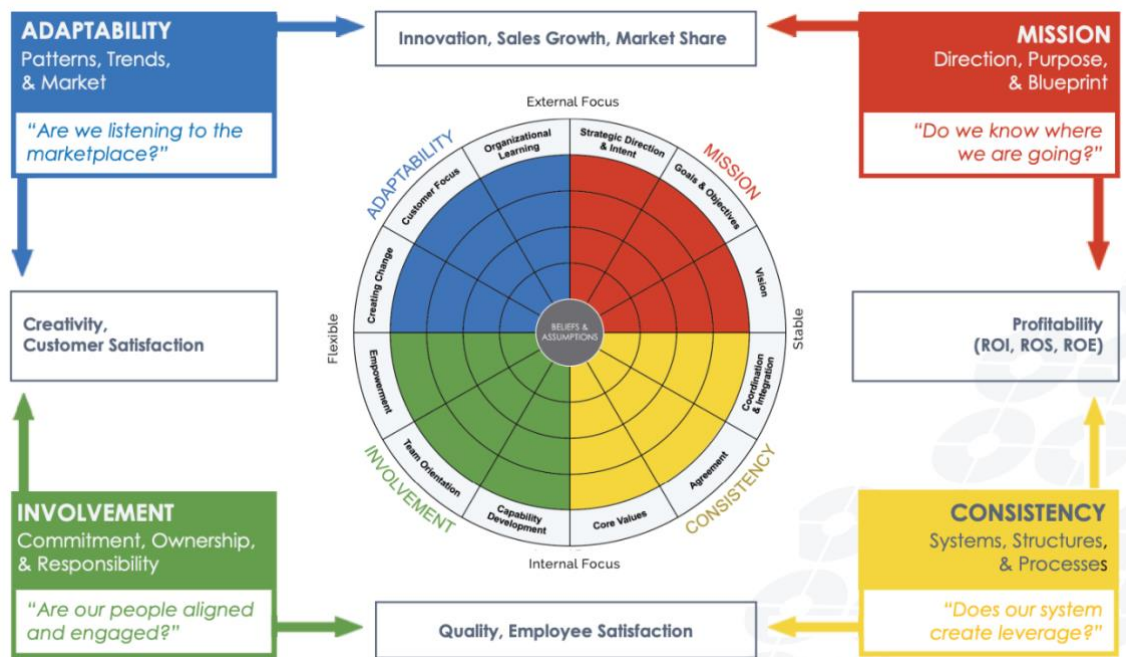 ADAPTABILITY
Patterns, Trends,
& Market
"Are we listening to the
marketplace?"
Innovation, Sales Growth, Market Share
MISSION
Direction, Purpose,
& Blueprint
"Do we know where
we are going?"
External Focus
ADAPTABILITY
MISSION
Creating Change
Customer Focus
Organizational
Learning
Strategic Direction
& Intent
Goals & Objectives
Vision
Creativity,
Customer Satisfaction
Flexible
BELIEFS &
ASSUMPTIONS
Stable
Profitability
(ROI, ROS, ROE)
Empowerment
Team Orientation
Capability
Development
Core Values
Agreement
Coordination
& Integration
INVOLVEMENT
CONSISTENCY
Internal Focus
INVOLVEMENT
Commitment, Ownership,
& Responsibility
"Are our people aligned
and engaged?"
Quality, Employee Satisfaction
CONSISTENCY
Systems, Structures,
& Processes
"Does our system
create leverage?"